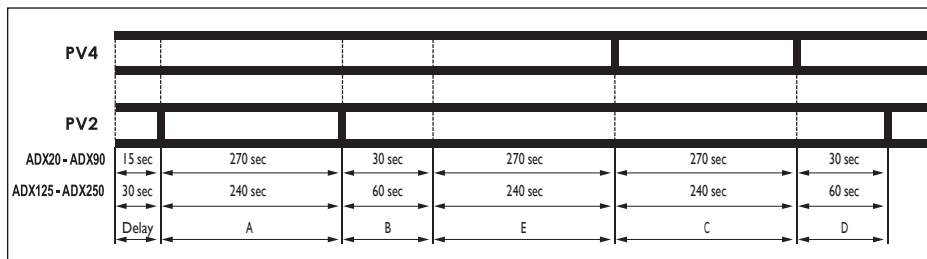 PV4
PV2
ADX20 - ADX90 15 sec 270 sec 30 sec 270 sec 270 sec 30 sec
ADX125 - ADX250 30 sec 240 sec 60 sec 240 sec 240 sec 60 sec
Delay A B E C D